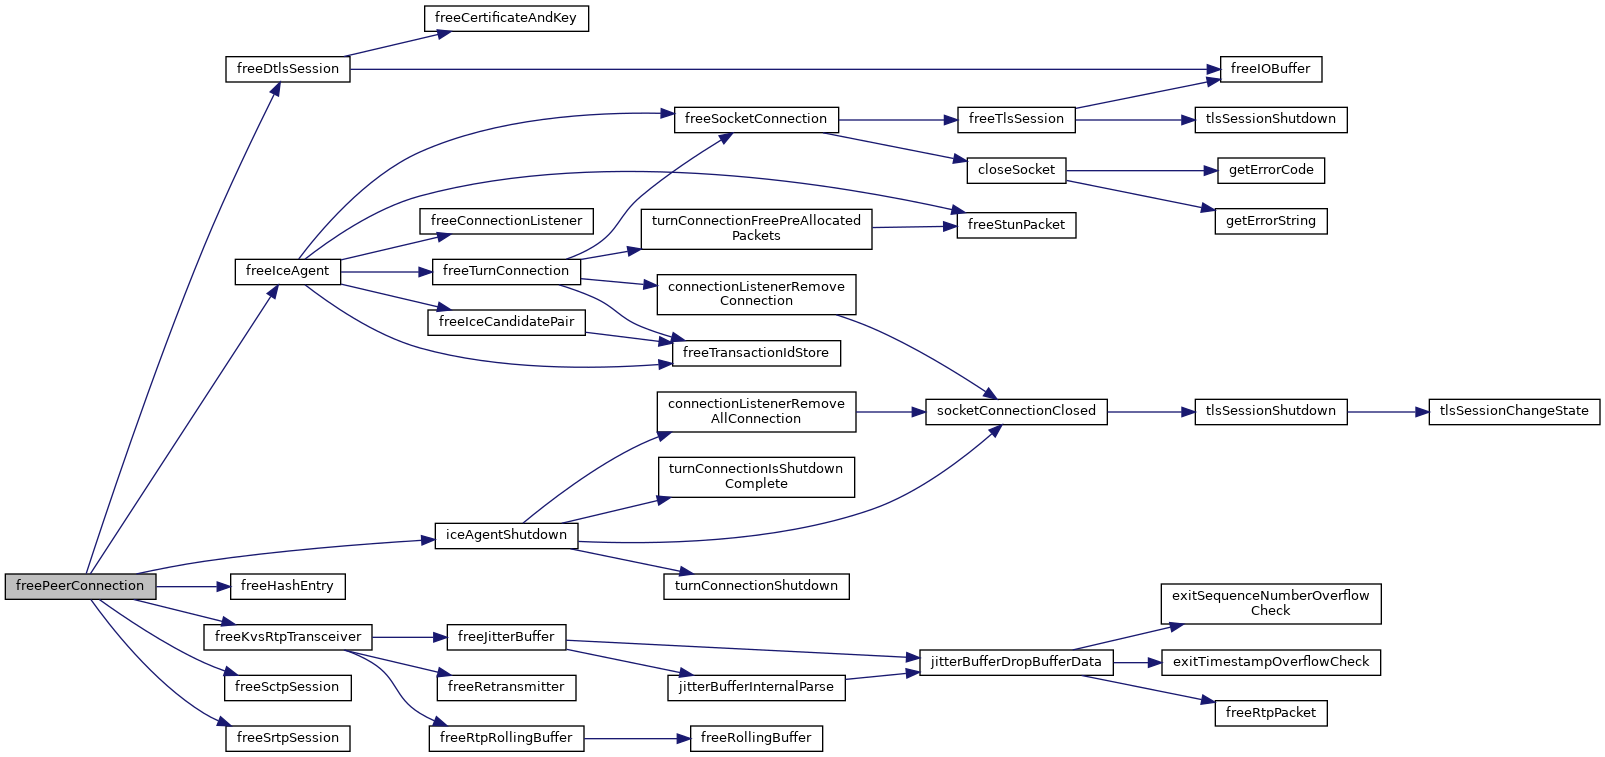 freeCertificateAndKey
freeDtlsSession
freeIOBuffer
freeSocketConnection
freeTlsSession
tlsSessionShutdown
closeSocket
getErrorCode
freeConnectionListener
turnConnectionFreePreAllocated
Packets
freeStunPacket
getErrorString
freeIceAgent
freeTurnConnection
connectionListenerRemove
Connection
freeIceCandidatePair
freeTransactionIdStore
connectionListenerRemove
AllConnection
socketConnectionClosed
tlsSessionShutdown
tlsSessionChangeState
turnConnectionIsShutdown
Complete
iceAgentShutdown
freePeerConnection
freeHashEntry
turnConnectionShutdown
exitSequenceNumberOverflow
Check
freeKvsRtpTransceiver
freeJitterBuffer
jitterBufferDropBufferData
exitTimestampOverflowCheck
freeSctpSession
freeRetransmitter
jitterBufferInternalParse
freeRtpPacket
freeSrtpSession
freeRtpRollingBuffer
freeRollingBuffer